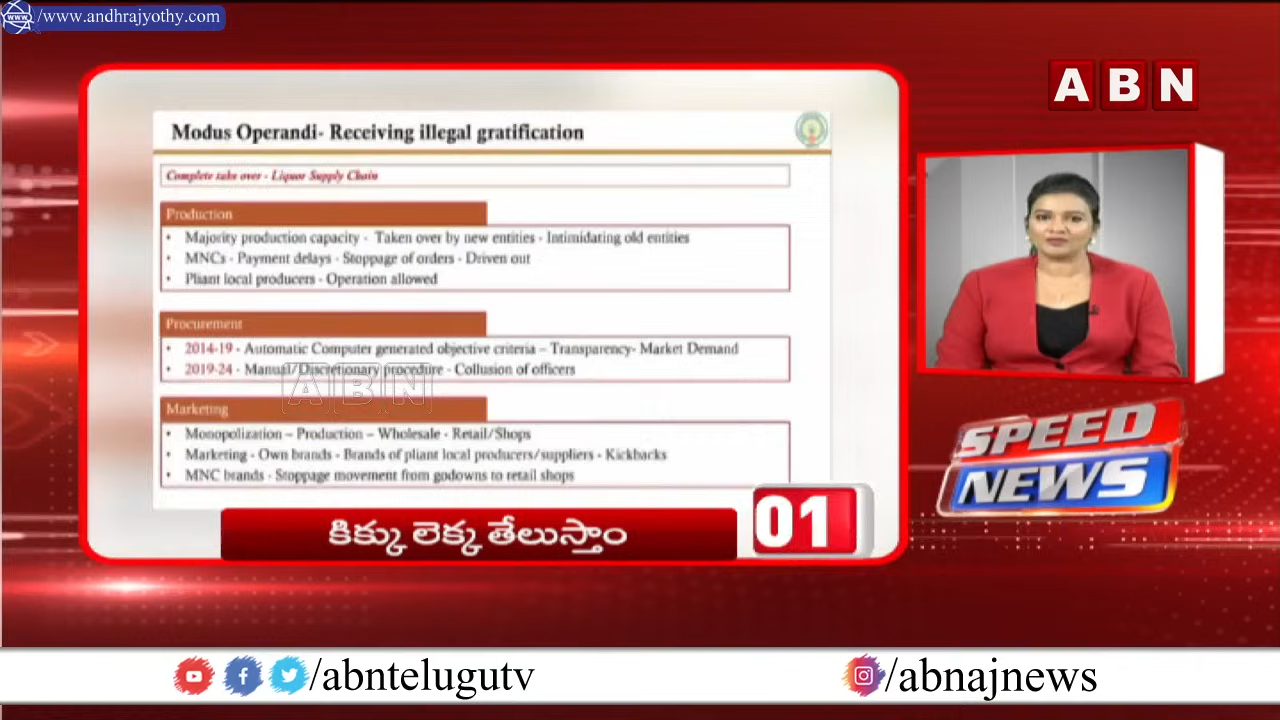 www /www.andhrajyothy.com
ABN
Modus Operandi- Receiving illegal gratification
Complete take over - Liquor Supply Chain
Production
• Majority production capacity - Taken over by new entities - Intimidating old entities
• MNCs - Payment delays - Stoppage of orders - Driven out
• Pliant local producers - Operation allowed
Procurement
• 2014-19 - Automatic Computer generated objective criteria – Transparency- Market Demand
• 2019-24 - Manual/Discretionary procedure - Collusion of officers
ABN
Marketing
• Monopolization – Production – Wholesale - Retail/Shops
• Marketing - Own brands - Brands of pliant local producers/suppliers - Kickbacks
• MNC brands - Stoppage movement from godowns to retail shops
కిక్కు లెక్క తేలుస్తాం
01
SPEED
NEWS
/abntelugutv
/abnajnews